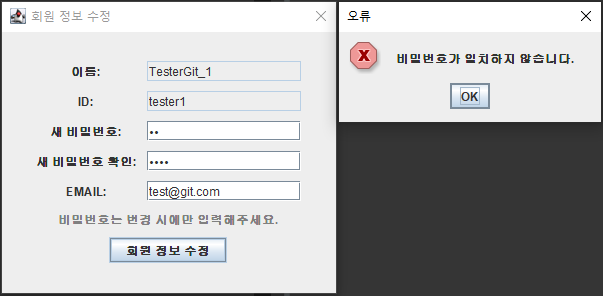 회원 정보 수정
이름: TesterGit_1
ID: tester1
새 비밀번호: ••
새 비밀번호 확인: ••••
EMAIL: test@git.com
비밀번호는 변경 시에만 입력해주세요.
회원 정보 수정
오류
비밀번호가 일치하지 않습니다.
OK